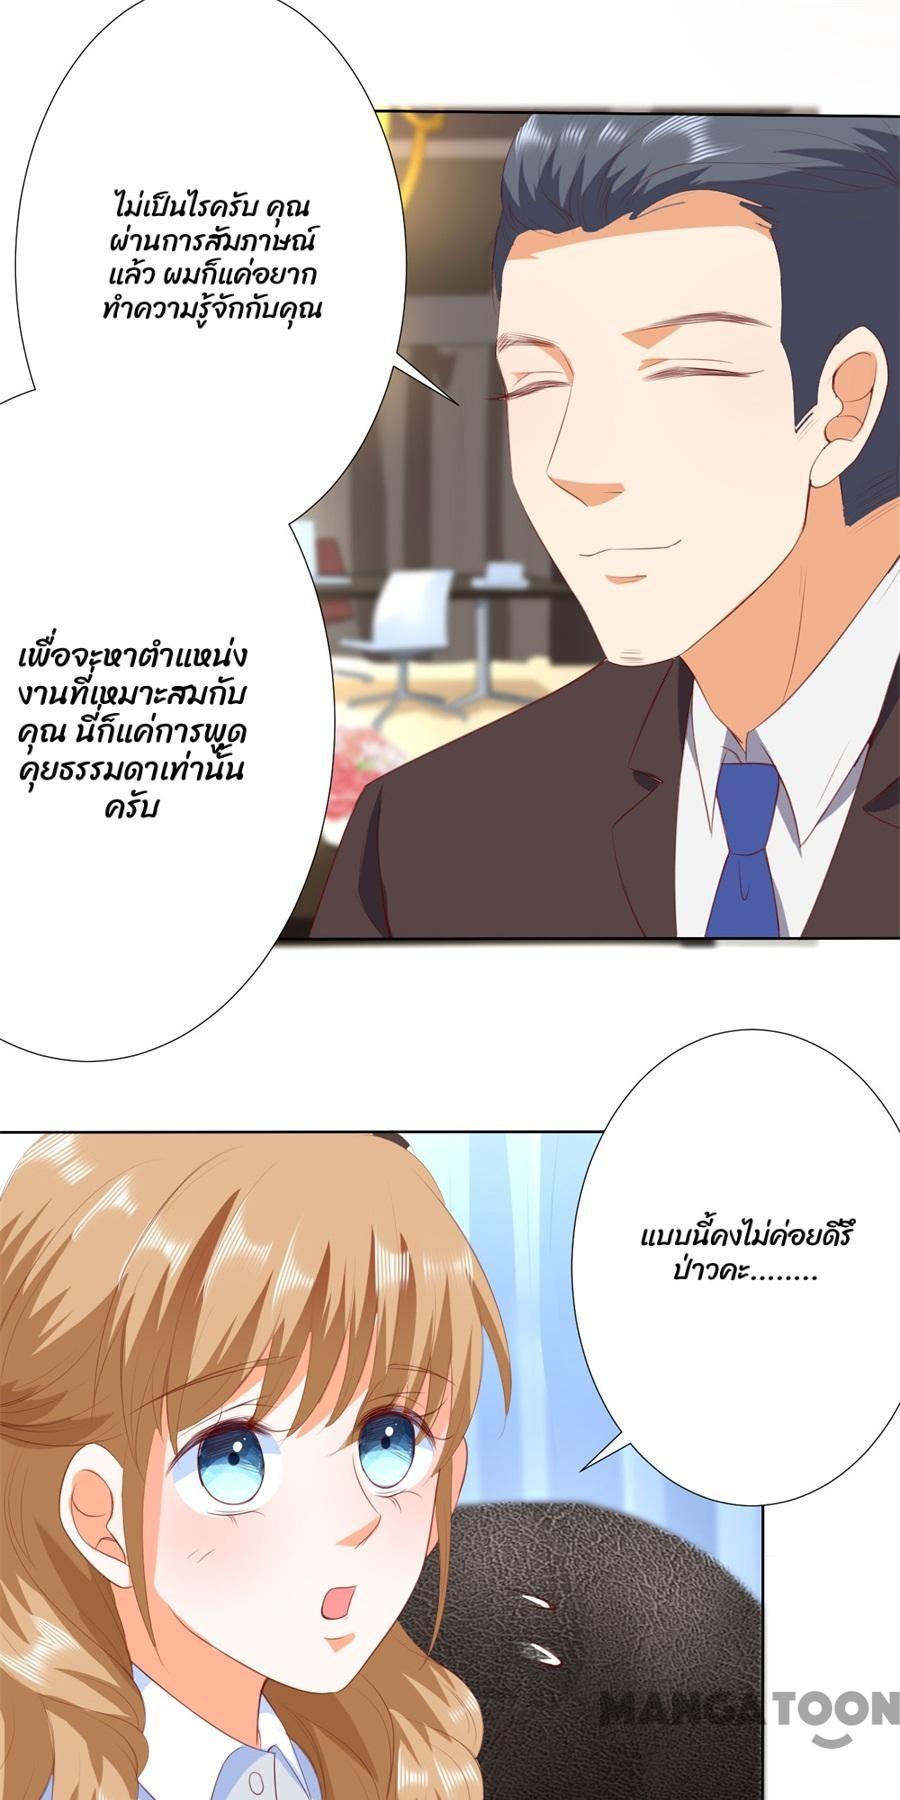 ไม่เป็นไรครับ คุณ
ผ่านการสัมภาษณ์
แล้ว ผมก็แค่อยาก
ทำความรู้จักกับคุณ
เพื่อจะหาตำแหน่ง
งานที่เหมาะสมกับ
คุณ นี่ก็แค่การพูด
คุยธรรมดาเท่านั้น
ครับ
แบบนี้คงไม่ค่อยดีรึ
ป่าวคะ........
MANGATOON